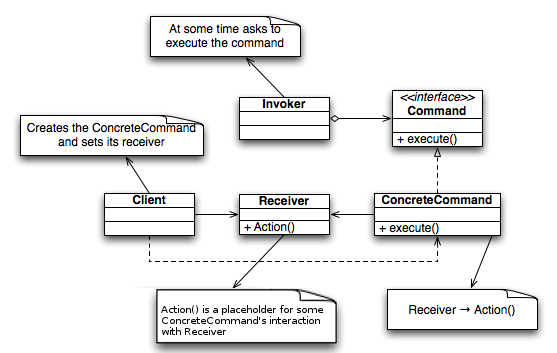 At some time asks to
execute the command
<<interface>>
Command
+ execute()
Invoker
Creates the ConcreteCommand
and sets its receiver
Client
Receiver
+ Action()
ConcreteCommand
+ execute()
Action() is a placeholder for some
ConcreteCommand's interaction
with Receiver
Receiver → Action()